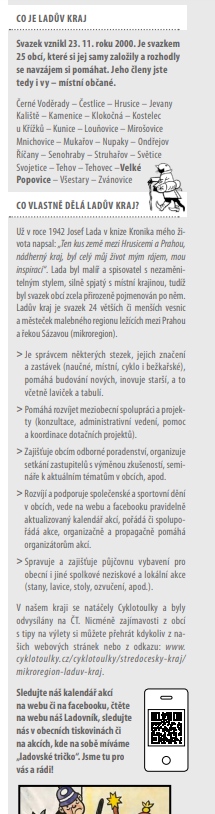 CO JE LADŮV KRAJ
Svazek vznikl 23. 11. roku 2000. Je svazkem
25 obcí, které si jej samy založily a rozhodly
se navzájem si pomáhat. Jeho členy jste
tedy i vy – místní občané.
Černé Voděrady – Čestlice – Hrusice – Jevany
Kaliště – Kamenice – Klokočná – Kostelec
u Křížků – Kunice – Louňovice – Mirošovice
Mnichovice – Mukařov – Nupaky – Ondřejov
Říčany – Senohraby – Struhařov – Světice
Svojetice – Tehov – Tehovec –Velké
Popovice – Všestary – Zvánovice
CO VLASTNĚ DĚLÁ LADŮV KRAJ?
Už v roce 1942 Josef Lada v knize Kronika mého ži-
vota napsal: „Ten kus země mezi Hrusicemi a Prahou,
nádherný kraj, byl celý můj život mým rájem, mou
inspirací“. Lada byl malíř a spisovatel s nezaměni-
telným stylem, silně spjatý s místní krajinou, tudíž
byl svazek obcí zcela přirozeně pojmenován po něm.
Ladův kraj je svazek 24 větších či menších vesnic
a městeček malebného regionu ležících mezi Prahou
a řekou Sázavou (mikroregion).
> Je správcem některých stezek, jejich značení
a zastávek (naučné, místní, cyklo i bežkařské),
pomáhá budování nových, inovuje starší, a to
včetně laviček a tabulí.
> Pomáhá rozvíjet meziobecní spolupráci a projek-
ty (konzultace, administrativní vedení, pomoc
a koordinace dotačních projektů).
> Zajišťuje obcím odborné poradenství, organizuje
setkání zastupitelů s výměnou zkušeností, semi-
náře k aktuálním tématům v obcích, apod.
> Rozvíjí a podporuje společenské a sportovní dění
v obcích, vede na webu a facebooku pravidelně
aktualizovaný kalendář akcí, pořádá či spolupo-
řádá akce, organizačně a propagačně pomáhá
organizátorům akcí.
> Spravuje a zajišťuje půjčovnu vybavení pro
obecní i jiné spolkové neziskové a lokální akce
(stany, lavice, stoly, ozvučení, apod.).
V našem kraji se natáčely Cyklotoulky a byly
odvysílány na ČT. Nicméně zajímavosti z obcí
s tipy na výlety si můžete přehrát kdykoliv z na-
šich webových stránek nebo z odkazu: www.
cyklotoulky.cz/cyklotoulky/stredocesky-kraj/
mikroregion-laduv-kraj.
Sledujte náš kalendář akcí
na webu či na facebooku, čtěte
na webu náš Ladovník, sledujte
nás v obecních tiskovinách či
na akcích, kde na sobě míváme
„ladovské tričko“. Jsme tu pro
vás a rádi!